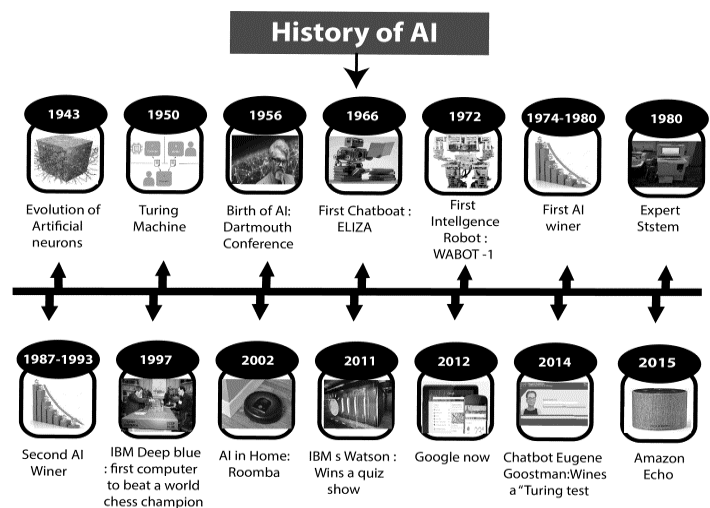 History of AI
1943
1950
1956
1966
1972
1974-1980
1980
Evolution of
Artificial
neurons
Turing
Machine
Birth of AI:
Dartmouth
Conference
First Chatboat :
ELIZA
First
Intellgence
Robot :
WABOT -1
First AI
winer
Expert
Ststem
1987-1993
1997
2002
2011
2012
2014
2015
Second AI
Winer
IBM Deep blue
: first computer
to beat a world
chess champion
AI in Home:
Roomba
IBM s Watson :
Wins a quiz
show
Google now
Chatbot Eugene
Goostman:Wines
a "Turing test
Amazon
Echo